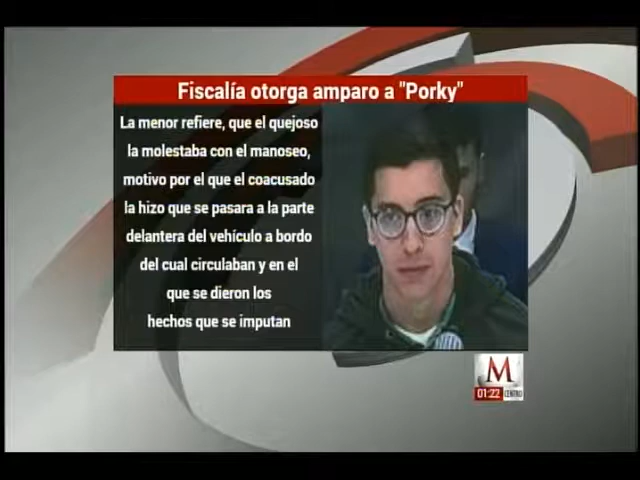 Fiscalía otorga amparo a "Porky"
La menor refiere, que el quejoso
la molestaba con el manoseo,
motivo por el que el coacusado
la hizo que se pasara a la parte
delantera del vehículo a bordo
del cual circulaban y en el
que se dieron los
hechos que se imputan
M
01:22 CENTRO